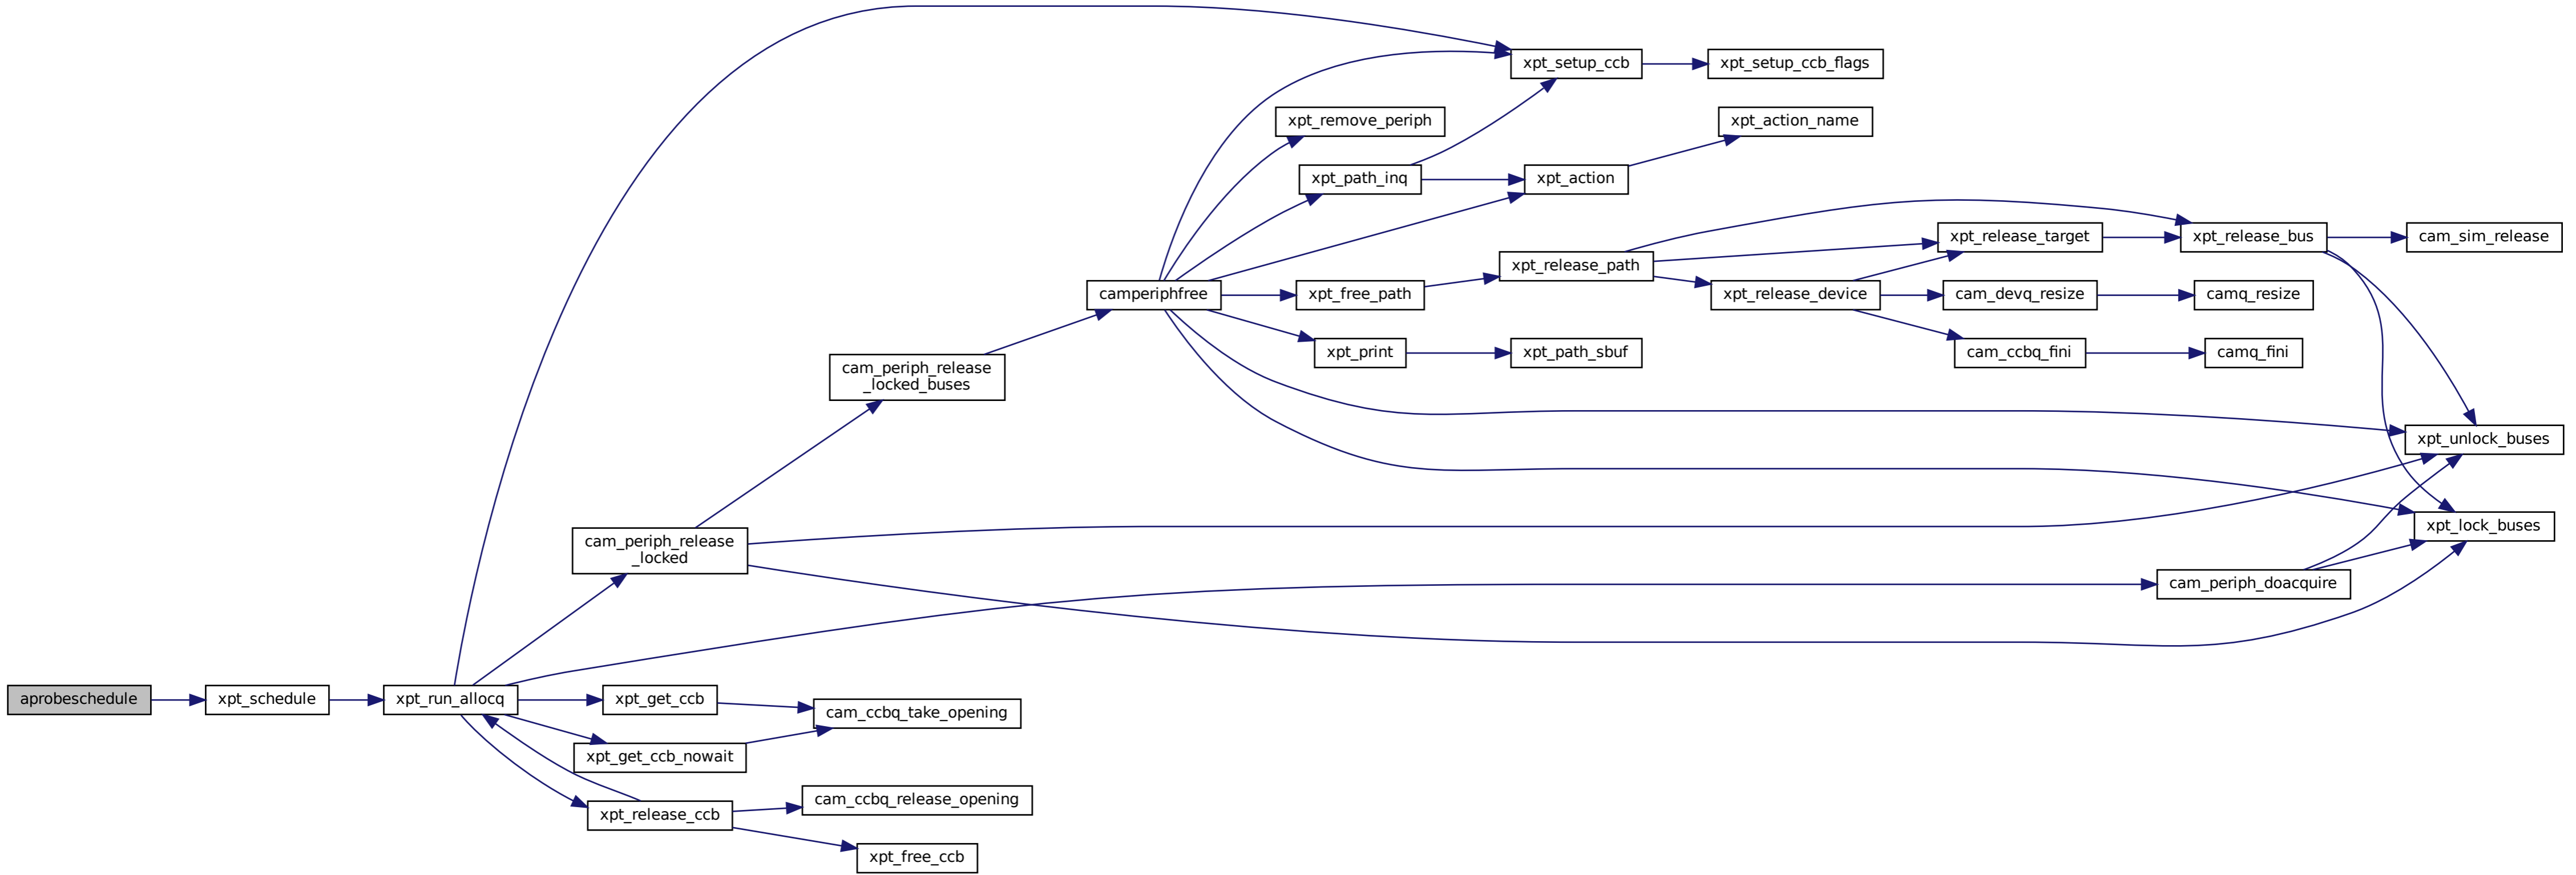 xpt_setup_ccb
xpt_setup_ccb_flags
xpt_remove_periph
xpt_action_name
xpt_path_inq
xpt_action
xpt_release_target
xpt_release_bus
cam_sim_release
xpt_release_path
camperiphfree
xpt_free_path
xpt_release_device
cam_devq_resize
camq_resize
xpt_print
xpt_path_sbuf
cam_ccbq_fini
camq_fini
cam_periph_release
_locked_buses
xpt_unlock_buses
xpt_lock_buses
cam_periph_release
_locked
cam_periph_doacquire
aprobeschedule
xpt_schedule
xpt_run_allocq
xpt_get_ccb
cam_ccbq_take_opening
xpt_get_ccb_nowait
cam_ccbq_release_opening
xpt_release_ccb
xpt_free_ccb